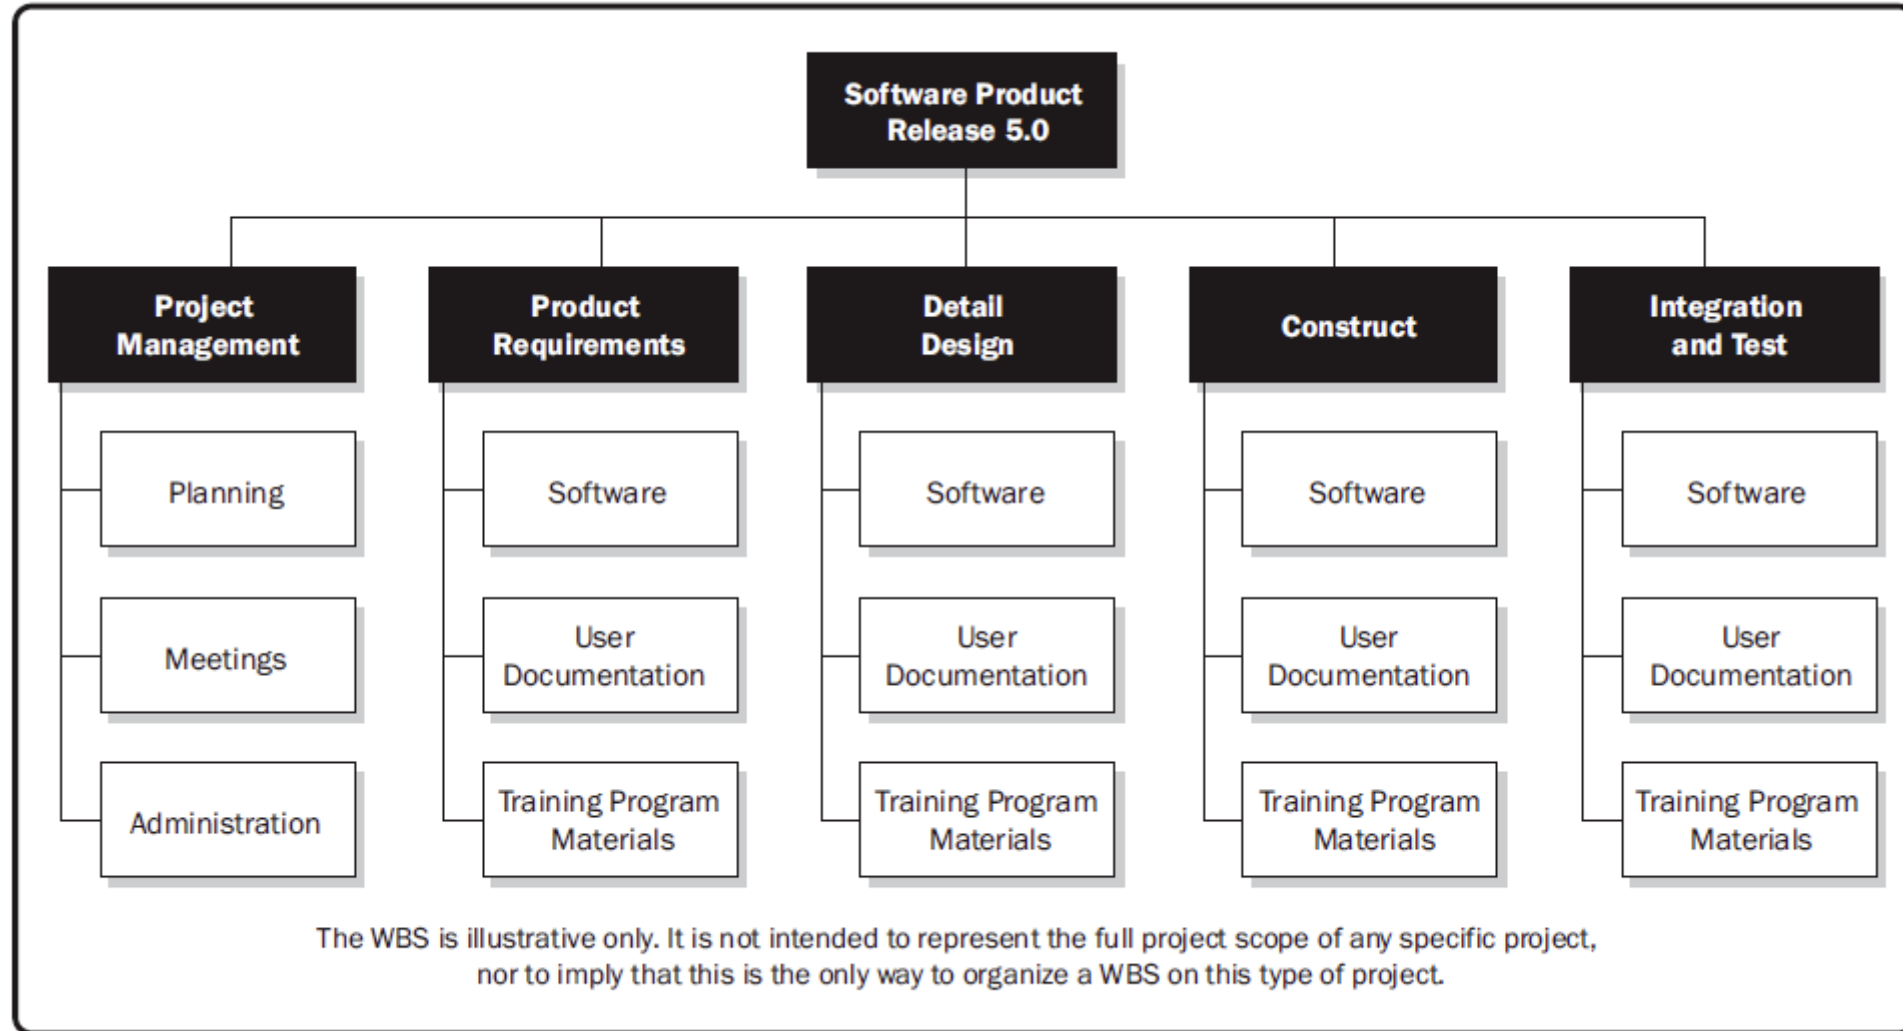 Software Product
Release 5.0
Project
Management
Product
Requirements
Detail
Design
Construct
Integration
and Test
Planning
Software
Software
Software
Software
Meetings
User
Documentation
User
Documentation
User
Documentation
User
Documentation
Administration
Training Program
Materials
Training Program
Materials
Training Program
Materials
Training Program
Materials
The WBS is illustrative only. It is not intended to represent the full project scope of any specific project,
nor to imply that this is the only way to organize a WBS on this type of project.